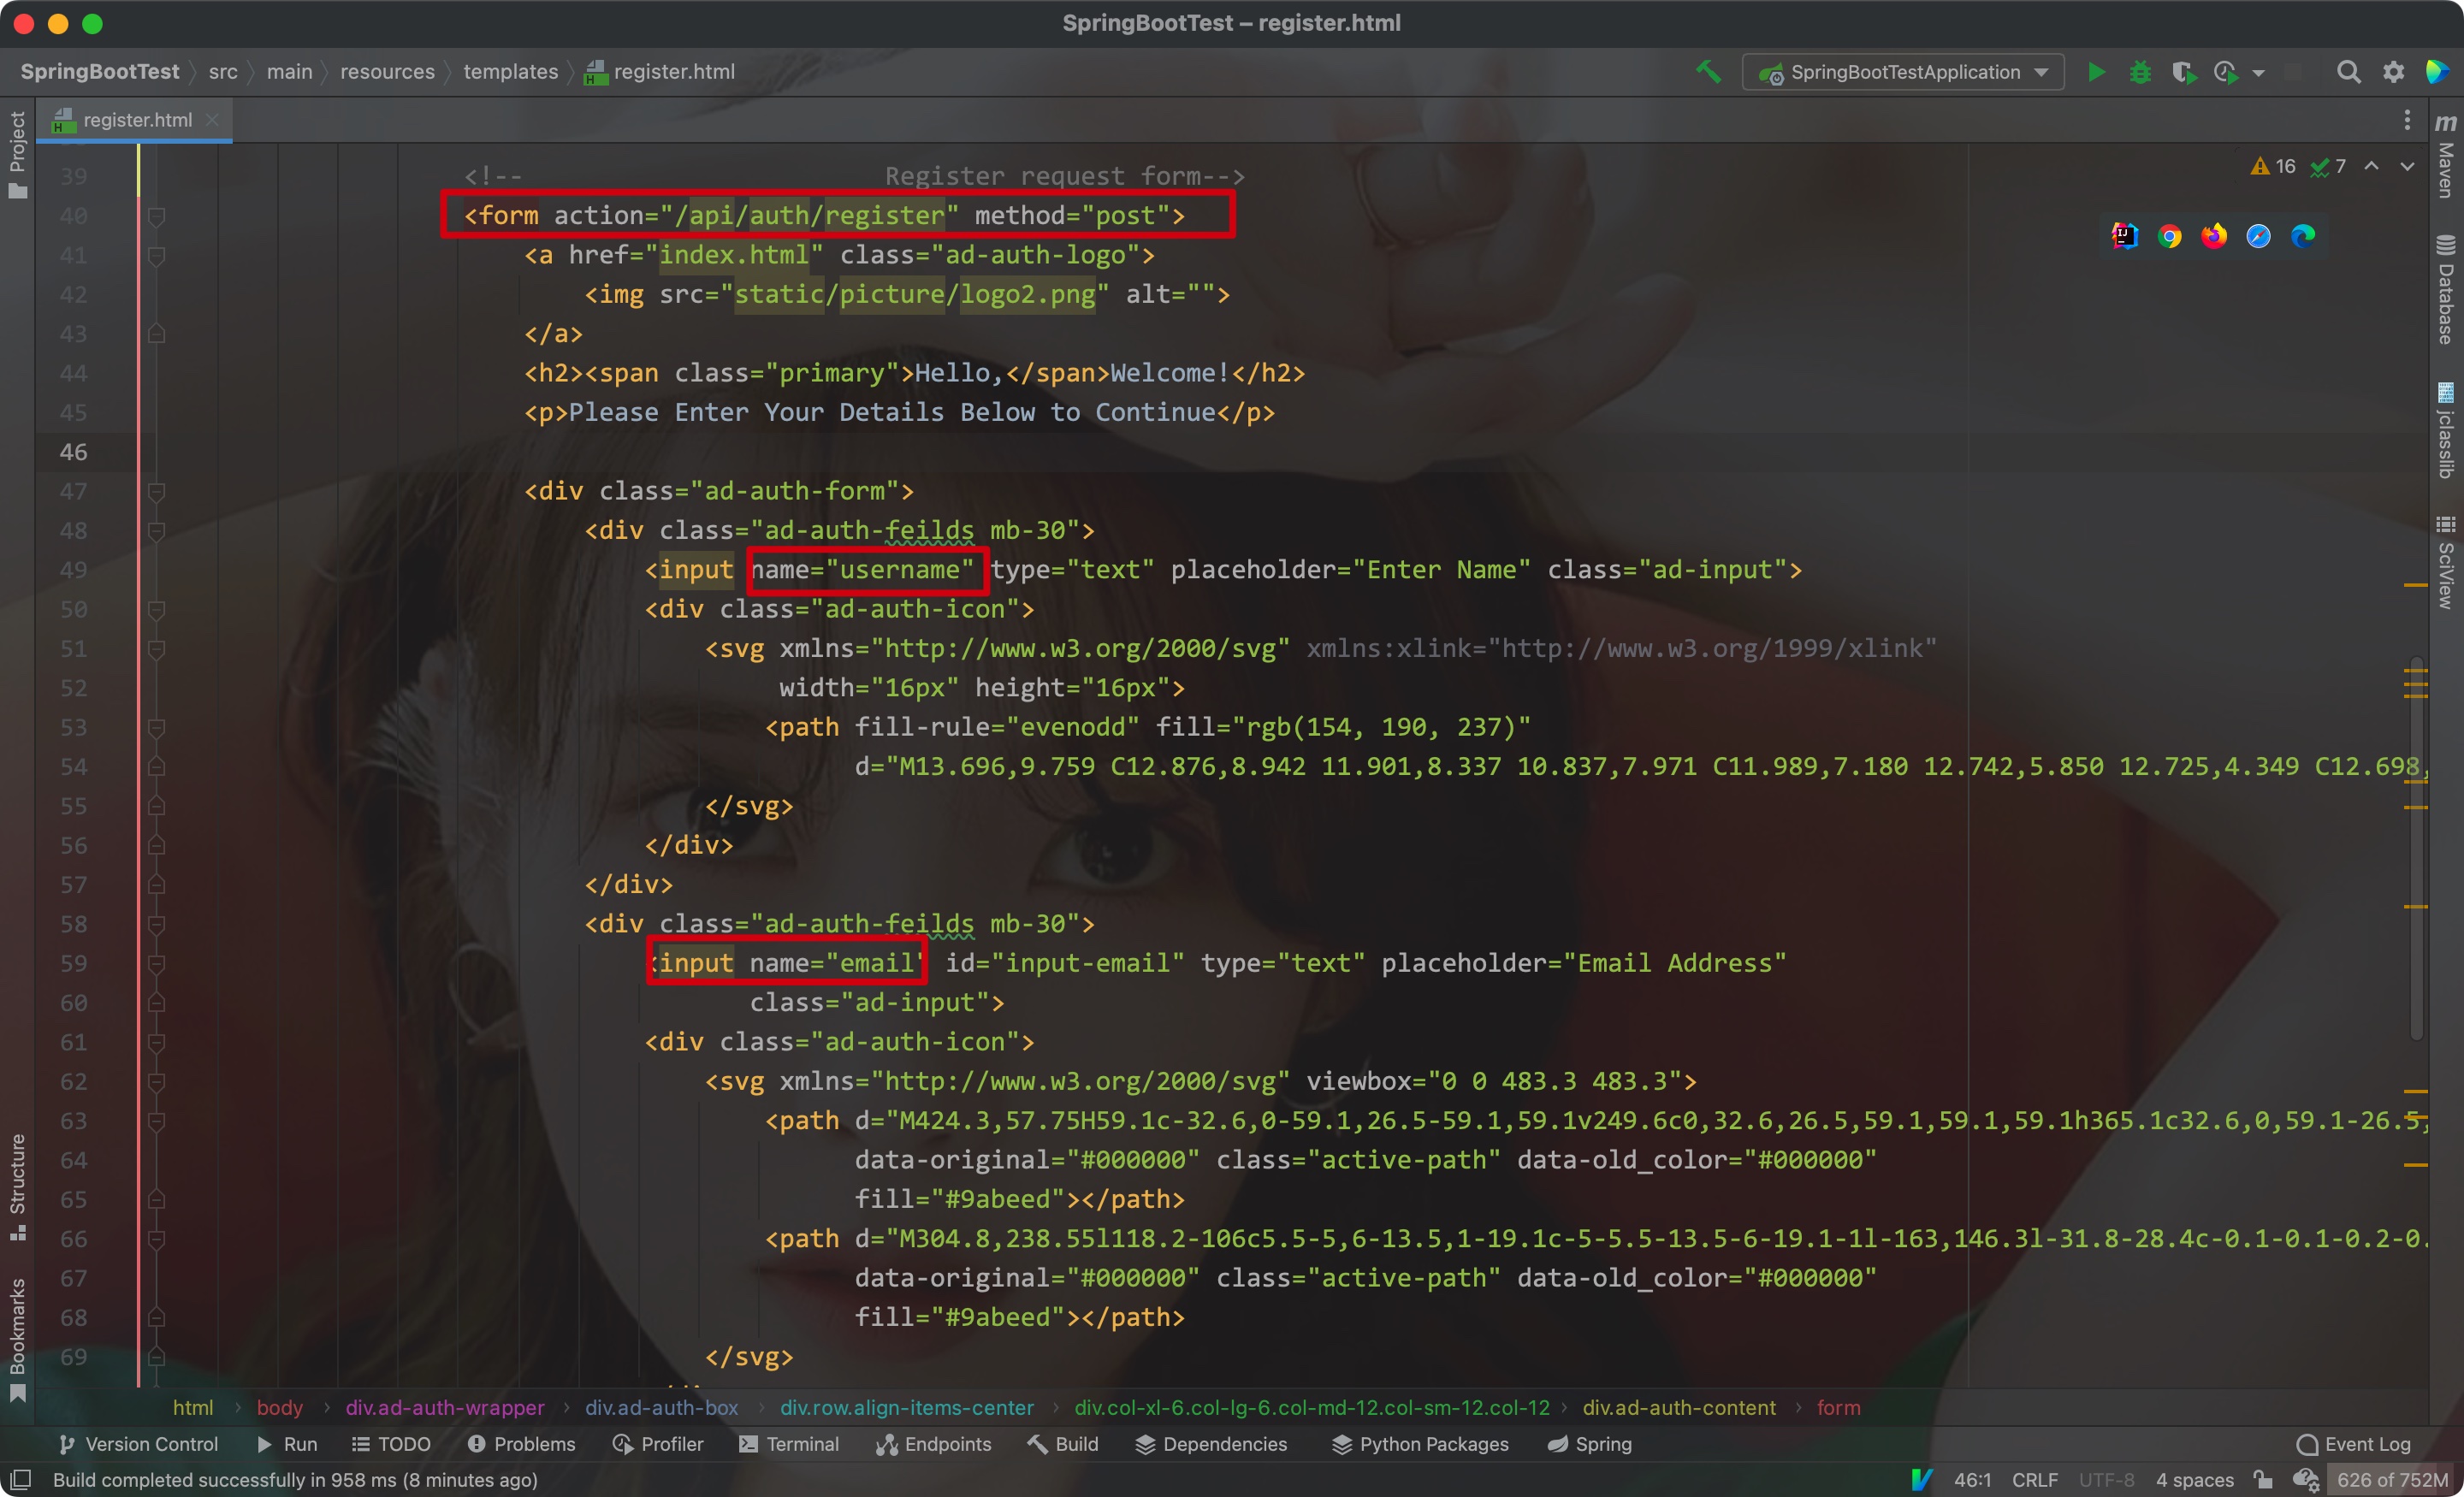 SpringBootTest – register.html
SpringBootTest
src
main
resources
templates
register.html
SpringBootTestApplication
register.html
16
7
Project
Structure
Bookmarks
m
Maven
Database
jclasslib
SciView
39 <!-- Register request form-->
40 <form action="/api/auth/register" method="post">
41 <a href="index.html" class="ad-auth-logo">
42 <img src="static/picture/logo2.png" alt="">
43 </a>
44 <h2><span class="primary">Hello,</span>Welcome!</h2>
45 <p>Please Enter Your Details Below to Continue</p>
46
47 <div class="ad-auth-form">
48 <div class="ad-auth-feilds mb-30">
49 <input name="username" type="text" placeholder="Enter Name" class="ad-input">
50 <div class="ad-auth-icon">
51 <svg xmlns="http://www.w3.org/2000/svg" xmlns:xlink="http://www.w3.org/1999/xlink"
52 width="16px" height="16px">
53 <path fill-rule="evenodd" fill="rgb(154, 190, 237)"
54 d="M13.696,9.759 C12.876,8.942 11.901,8.337 10.837,7.971 C11.989,7.180 12.742,5.850 12.725,4.349 C12.698,
55 </svg>
56 </div>
57 </div>
58 <div class="ad-auth-feilds mb-30">
59 <input name="email" id="input-email" type="text" placeholder="Email Address"
60 class="ad-input">
61 <div class="ad-auth-icon">
62 <svg xmlns="http://www.w3.org/2000/svg" viewbox="0 0 483.3 483.3">
63 <path d="M424.3,57.75H59.1c-32.6,0-59.1,26.5-59.1,59.1v249.6c0,32.6,26.5,59.1,59.1,59.1h365.1c32.6,0,59.1-26.5,
64 data-original="#000000" class="active-path" data-old_color="#000000"
65 fill="#9abeed"></path>
66 <path d="M304.8,238.55l118.2-106c5.5-5,6-13.5,1-19.1c-5-5.5-13.5-6-19.1-1l-163,146.3l-31.8-28.4c-0.1-0.1-0.2-0.
67 data-original="#000000" class="active-path" data-old_color="#000000"
68 fill="#9abeed"></path>
69 </svg>
html › body › div.ad-auth-wrapper › div.ad-auth-box › div.row.align-items-center › div.col-xl-6.col-lg-6.col-md-12.col-sm-12.col-12 › div.ad-auth-content › form
Version Control Run TODO Problems Profiler Terminal Endpoints Build Dependencies Python Packages Spring Event Log
Build completed successfully in 958 ms (8 minutes ago) 46:1 CRLF UTF-8 4 spaces 626 of 752M